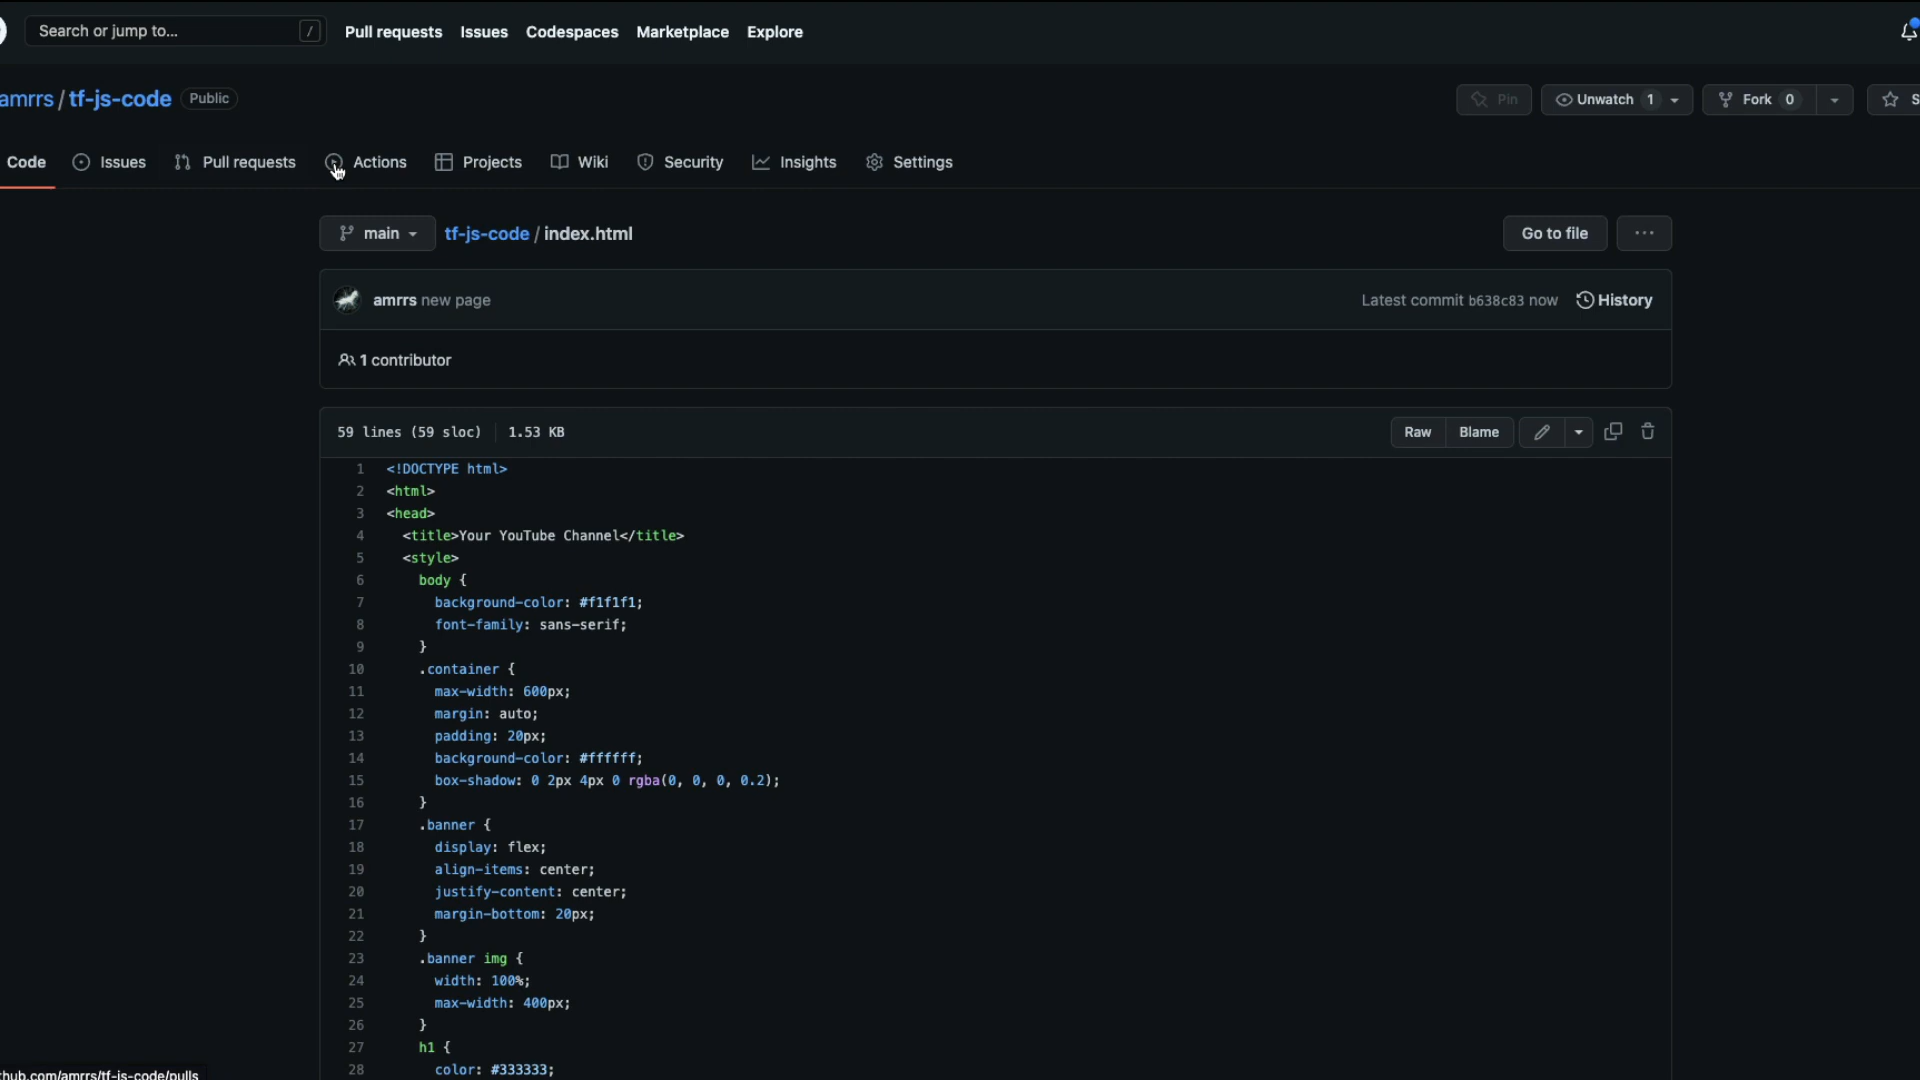 Search or jump to... / Pull requests Issues Codespaces Marketplace Explore
amrrs / tf-js-code Public Pin Unwatch 1 Fork 0 S
Code Issues Pull requests Actions Projects Wiki Security Insights Settings
main tf-js-code / index.html Go to file ...
amrrs new page Latest commit b638c83 now History
1 contributor
59 lines (59 sloc) 1.53 KB Raw Blame
1 <!DOCTYPE html>
2 <html>
3 <head>
4 <title>Your YouTube Channel</title>
5 <style>
6 body {
7 background-color: #f1f1f1;
8 font-family: sans-serif;
9 }
10 .container {
11 max-width: 600px;
12 margin: auto;
13 padding: 20px;
14 background-color: #ffffff;
15 box-shadow: 0 2px 4px 0 rgba(0, 0, 0, 0.2);
16 }
17 .banner {
18 display: flex;
19 align-items: center;
20 justify-content: center;
21 margin-bottom: 20px;
22 }
23 .banner img {
24 width: 100%;
25 max-width: 400px;
26 }
27 h1 {
28 color: #333333;
thub.com/amrrs/tf-js-code/pulls